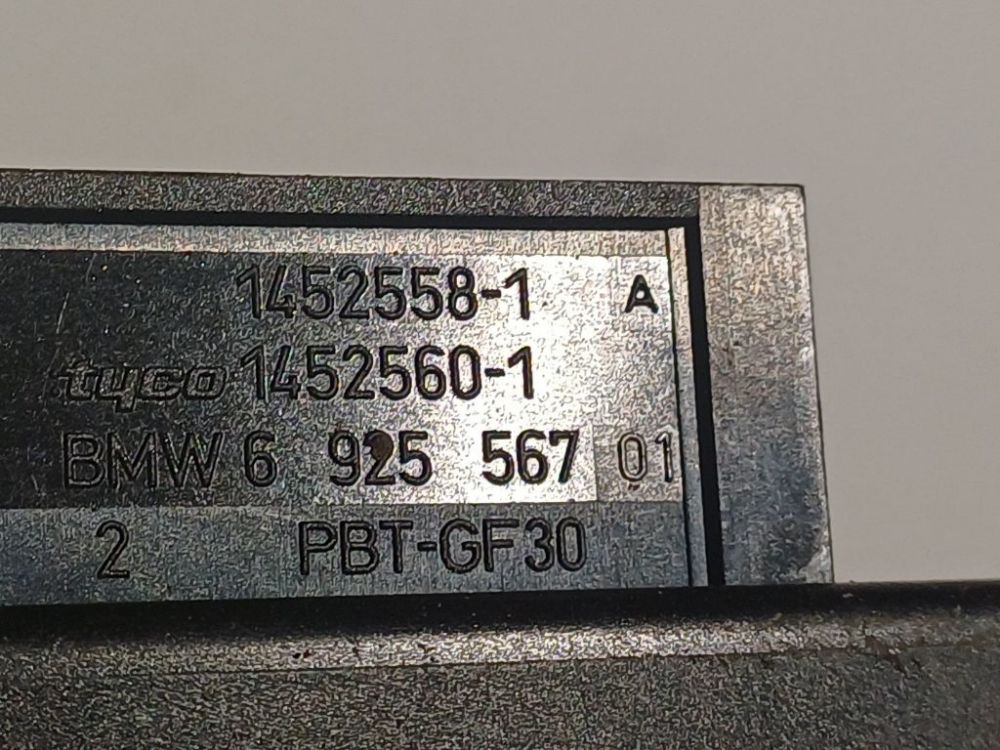 1452558-1 A
tyco 1452560-1
BMW 6 925 567 01
2 PBT-GF30